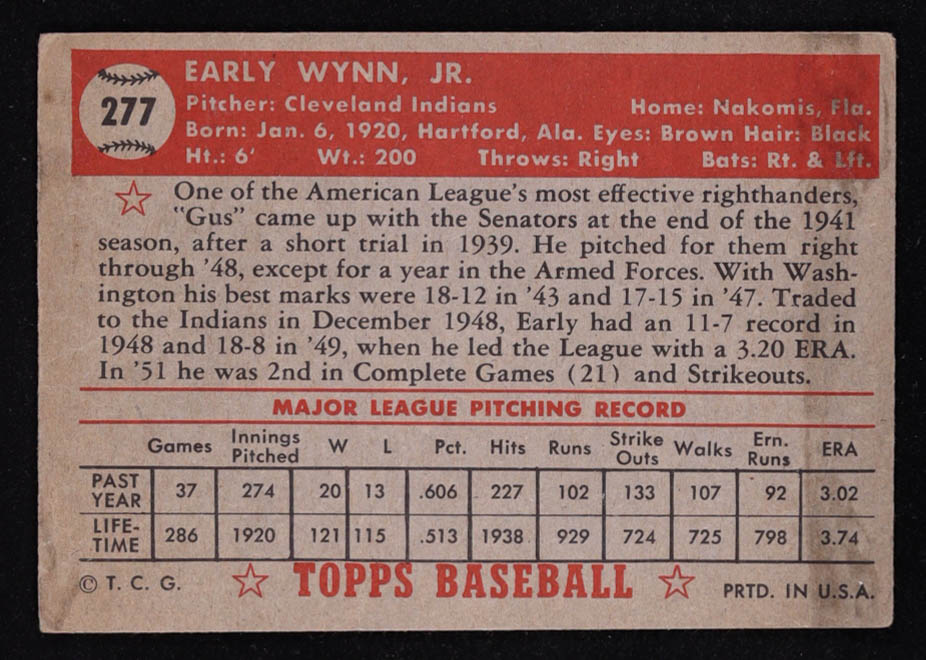 277
EARLY WYNN, JR.
Pitcher: Cleveland Indians Home: Nakomis, Fla.
Born: Jan. 6, 1920, Hartford, Ala. Eyes: Brown Hair: Black
Ht.: 6' Wt.: 200 Throws: Right Bats: Rt. & Lft.
One of the American League's most effective righthanders,
"Gus" came up with the Senators at the end of the 1941
season, after a short trial in 1939. He pitched for them right
through '48, except for a year in the Armed Forces. With Wash-
ington his best marks were 18-12 in '43 and 17-15 in '47. Traded
to the Indians in December 1948, Early had an 11-7 record in
1948 and 18-8 in '49, when he led the League with a 3.20 ERA.
In '51 he was 2nd in Complete Games (21) and Strikeouts.
MAJOR LEAGUE PITCHING RECORD
Games Innings Pitched W L Pct. Hits Runs Strike Outs Walks Ern. Runs ERA
PAST YEAR 37 274 20 13 .606 227 102 133 107 92 3.02
LIFE-TIME 286 1920 121 115 .513 1938 929 724 725 798 3.74
© T. C. G. TOPPS BASEBALL PRTD. IN U.S.A.